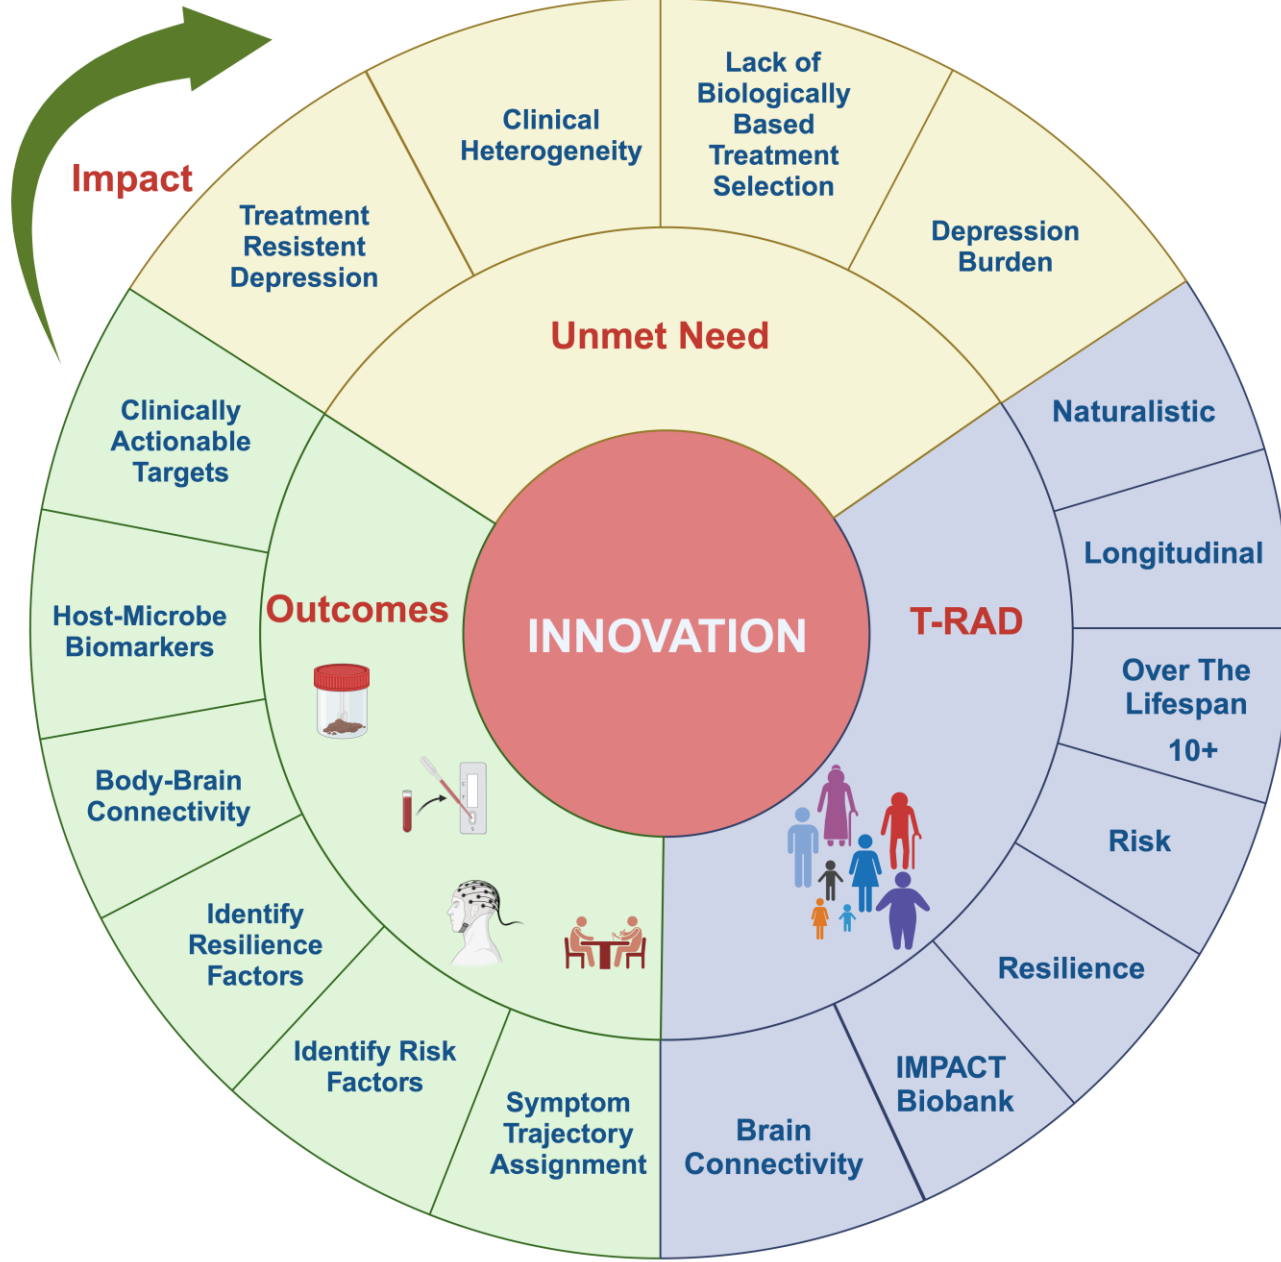 Impact
Treatment
Resistent
Depression
Clinical
Heterogeneity
Lack of
Biologically
Based
Treatment
Selection
Depression
Burden
Unmet Need
Naturalistic
Longitudinal
Over The
Lifespan
10+
Risk
Resilience
IMPACT
Biobank
Brain
Connectivity
T-RAD
INNOVATION
Outcomes
Clinically
Actionable
Targets
Host-Microbe
Biomarkers
Body-Brain
Connectivity
Identify
Resilience
Factors
Identify Risk
Factors
Symptom
Trajectory
Assignment